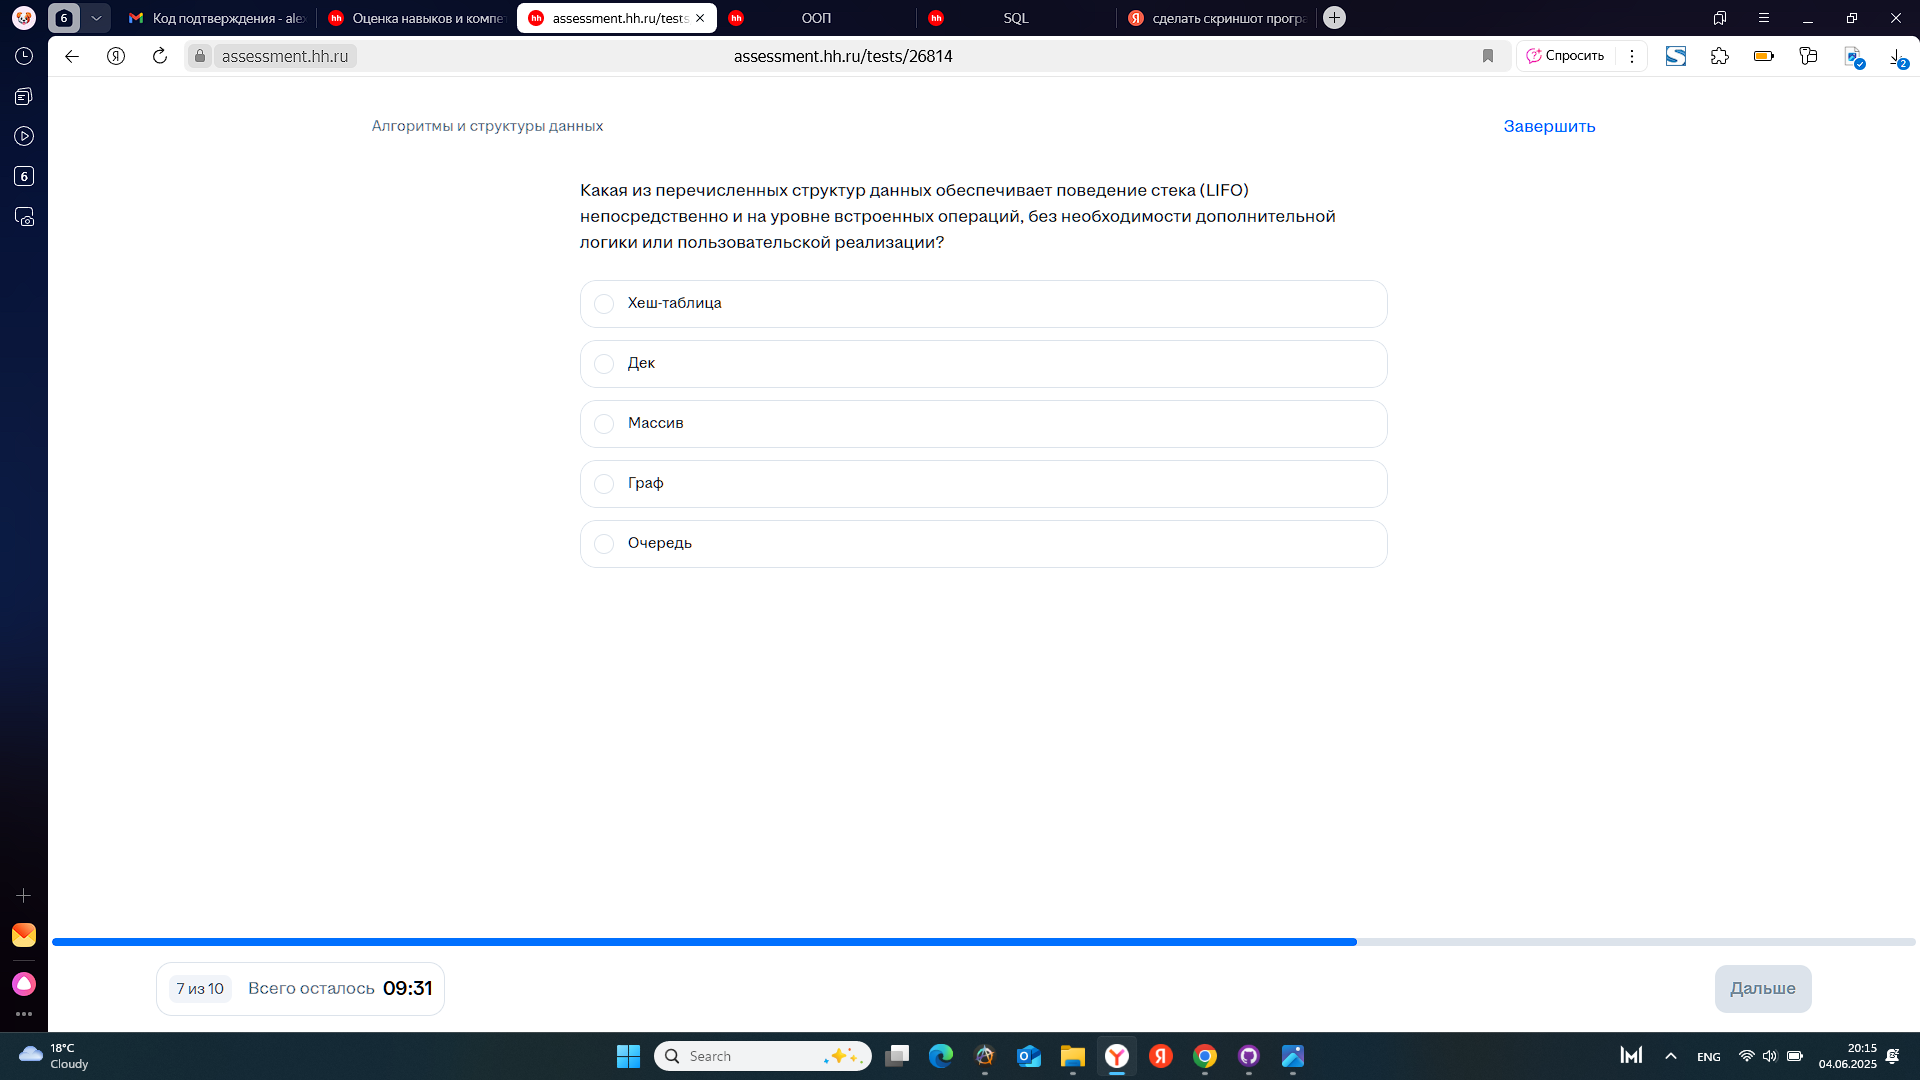 6
Код подтверждения - ale
Оценка навыков и компе
assessment.hh.ru/tests
ООП
SQL
сделать скриншот програ
assessment.hh.ru
assessment.hh.ru/tests/26814
Спросить
2
6
Алгоритмы и структуры данных
Завершить
Какая из перечисленных структур данных обеспечивает поведение стека (LIFO)
непосредственно и на уровне встроенных операций, без необходимости дополнительной
логики или пользовательской реализации?
Хеш-таблица
Дек
Массив
Граф
Очередь
7 из 10
Всего осталось 09:31
Дальше
18°C
Cloudy
Search
ENG
20:15
04.06.2025